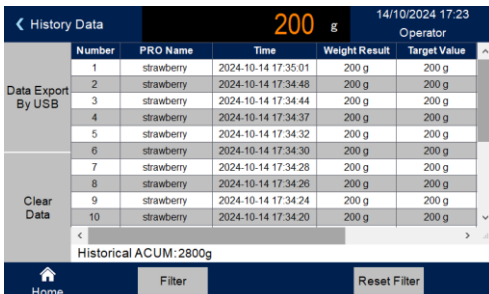 History Data
200 g
14/10/2024 17:23
Operator
Data Export
By USB
Clear
Data
Number PRO Name Time Weight Result Target Value
1 strawberry 2024-10-14 17:35:01 200 g 200 g
2 strawberry 2024-10-14 17:34:48 200 g 200 g
3 strawberry 2024-10-14 17:34:44 200 g 200 g
4 strawberry 2024-10-14 17:34:37 200 g 200 g
5 strawberry 2024-10-14 17:34:32 200 g 200 g
6 strawberry 2024-10-14 17:34:30 200 g 200 g
7 strawberry 2024-10-14 17:34:28 200 g 200 g
8 strawberry 2024-10-14 17:34:26 200 g 200 g
9 strawberry 2024-10-14 17:34:24 200 g 200 g
10 strawberry 2024-10-14 17:34:20 200 g 200 g
Historical ACUM:2800g
Home
Filter
Reset Filter